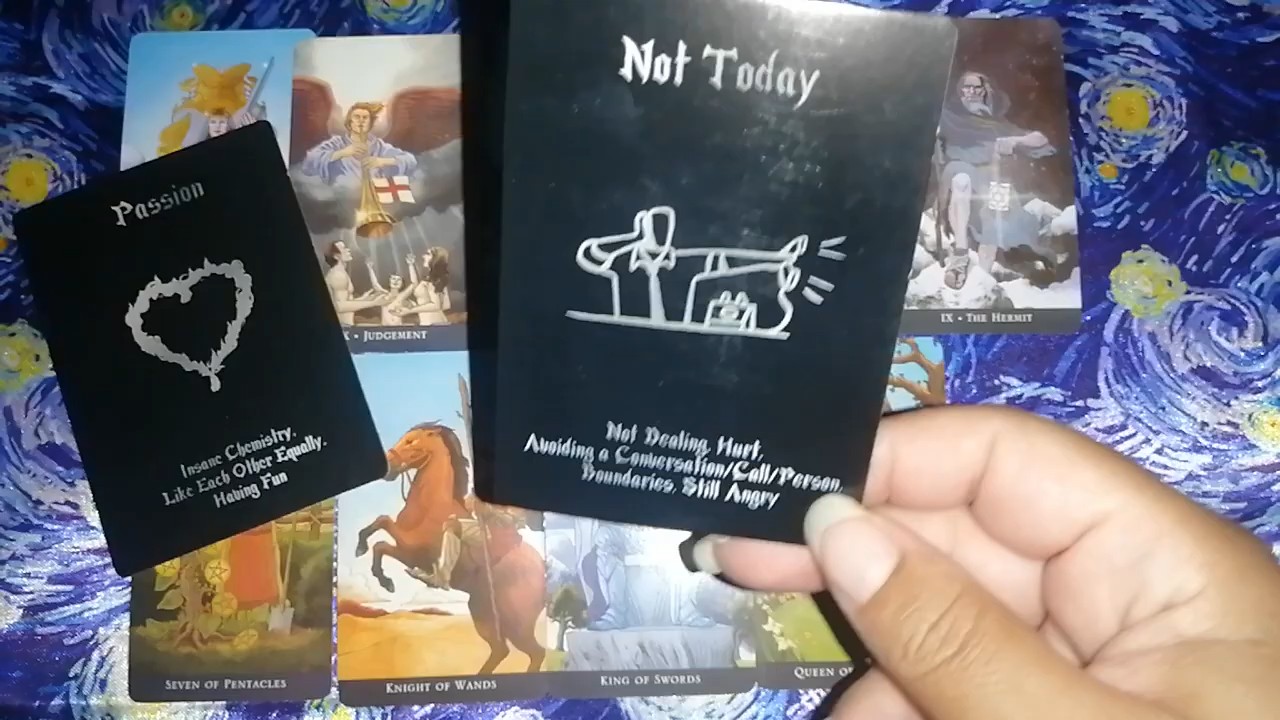 Not Today
Passion
IX • THE HERMIT
X • JUDGEMENT
Not Dealing, Hurt,
Avoiding a Conversation/Call/Person,
Boundaries, Still Angry
Insane Chemistry,
Like Each Other Equally,
Having Fun
SEVEN OF PENTACLES
KNIGHT OF WANDS
KING OF SWORDS
QUEEN OF